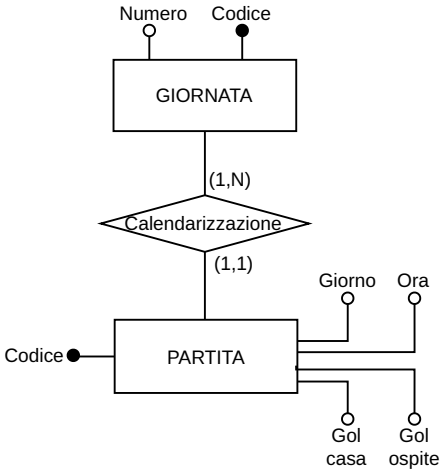 Numero
Codice
GIORNATA
(1,N)
Calendarizzazione
(1,1)
Giorno
Ora
Codice
PARTITA
Gol
casa
Gol
ospite